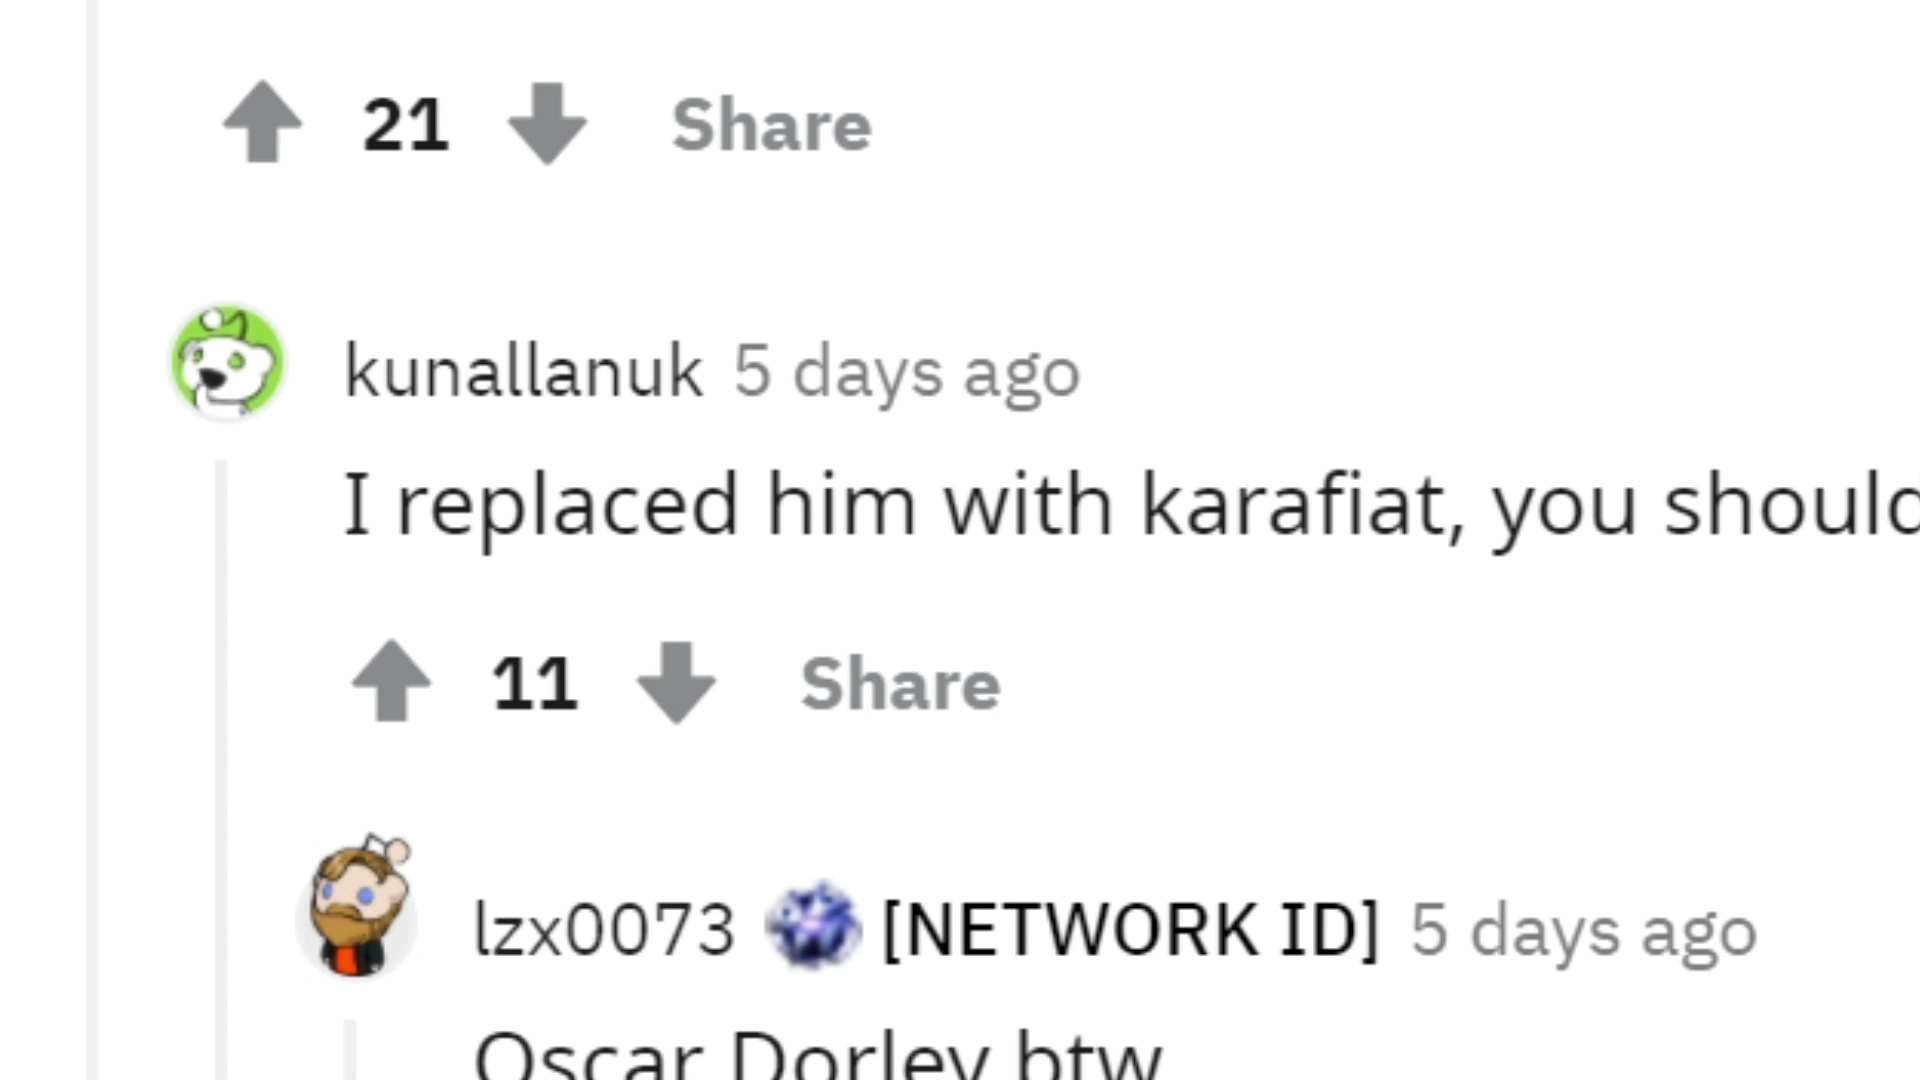 21 Share
kunallanuk 5 days ago
I replaced him with karafiat, you should
11 Share
lzx0073 [NETWORK ID] 5 days ago
Oscar Dorley btw